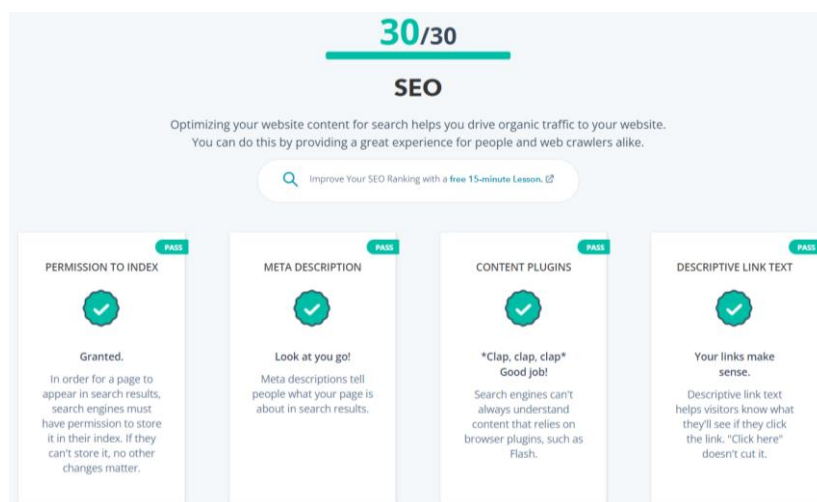 30/30
SEO
Optimizing your website content for search helps you drive organic traffic to your website.
You can do this by providing a great experience for people and web crawlers alike.
Improve Your SEO Ranking with a free 15-minute Lesson.
PASS
PERMISSION TO INDEX
Granted.
In order for a page to
appear in search results,
search engines must
have permission to store
it in their index. If they
can't store it, no other
changes matter.
PASS
META DESCRIPTION
Look at you go!
Meta descriptions tell
people what your page is
about in search results.
PASS
CONTENT PLUGINS
*Clap, clap, clap*
Good job!
Search engines can't
always understand
content that relies on
browser plugins, such as
Flash.
PASS
DESCRIPTIVE LINK TEXT
Your links make
sense.
Descriptive link text
helps visitors know what
they'll see if they click
the link. "Click here"
doesn't cut it.